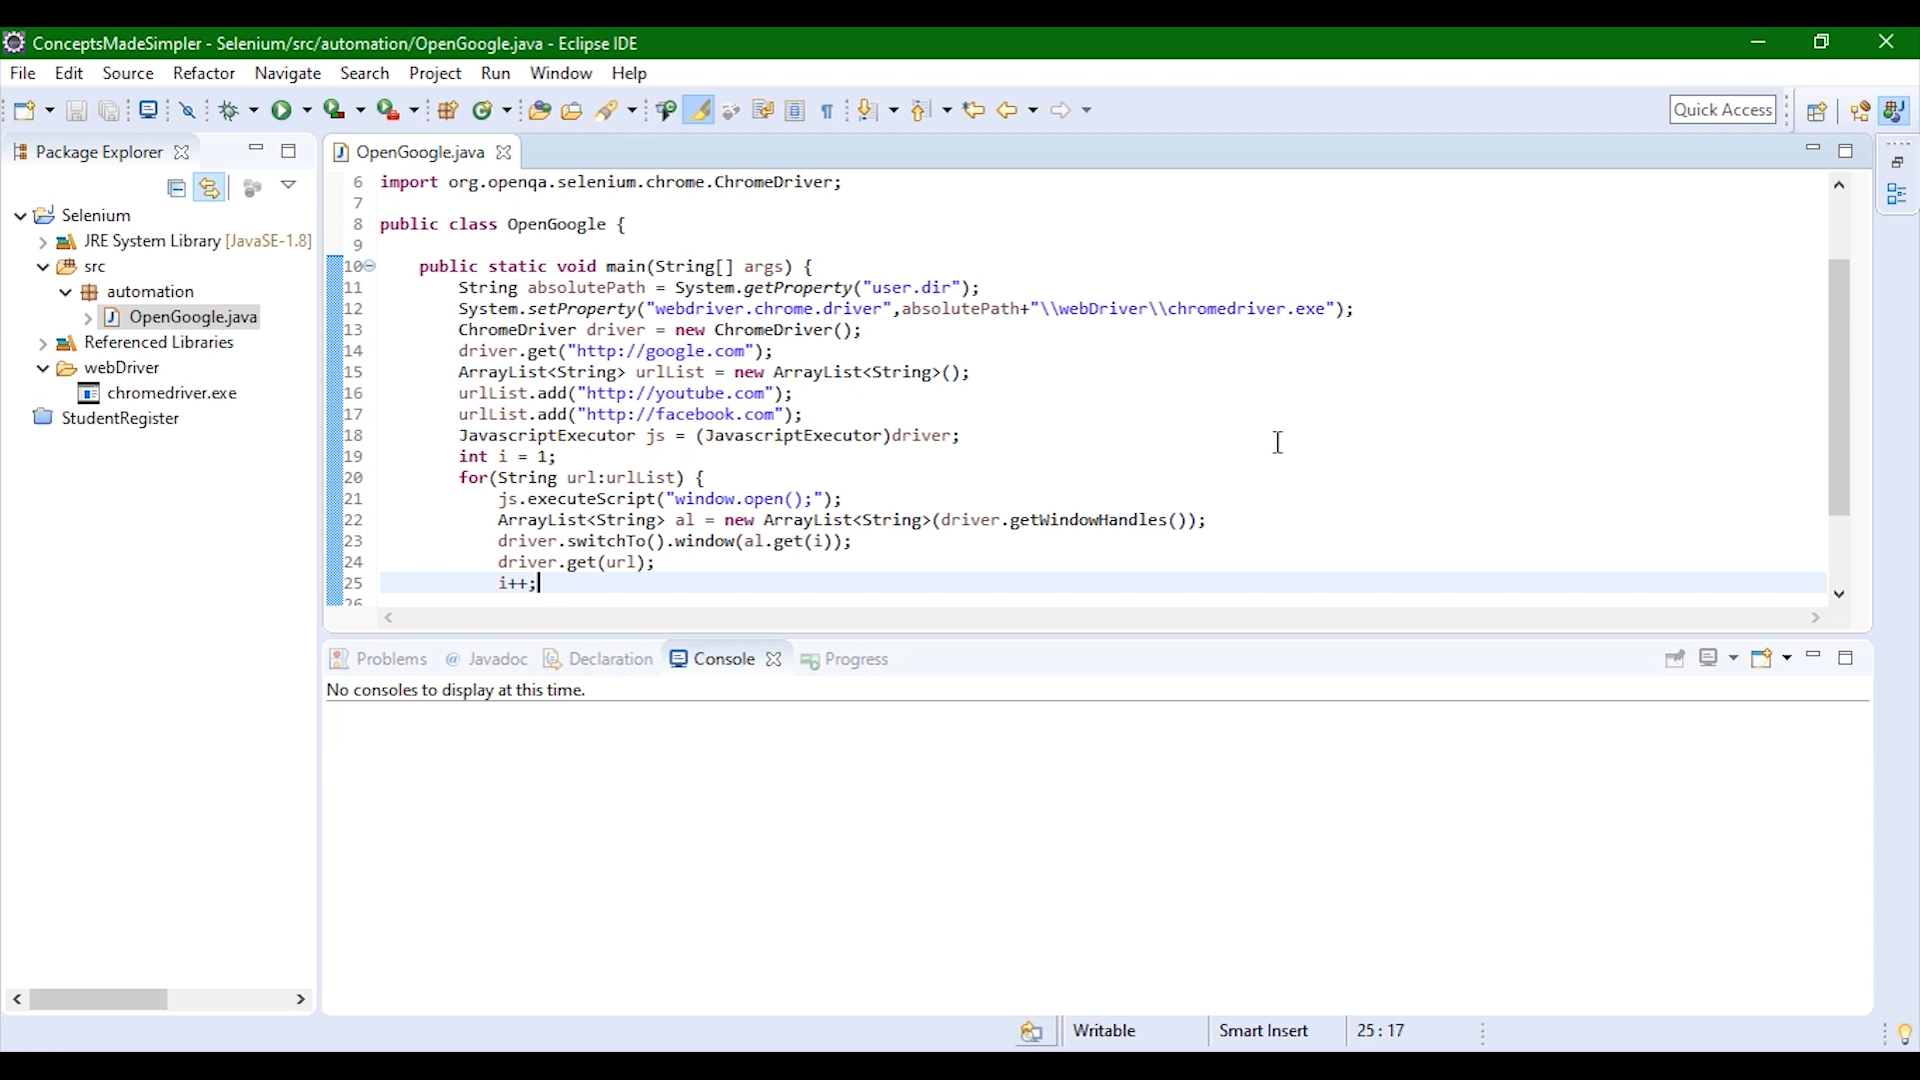 ConceptsMadeSimpler - Selenium/src/automation/OpenGoogle.java - Eclipse IDE
File Edit Source Refactor Navigate Search Project Run Window Help
Quick Access
Package Explorer
Selenium
JRE System Library [JavaSE-1.8]
src
automation
OpenGoogle.java
Referenced Libraries
webDriver
chromedriver.exe
StudentRegister
OpenGoogle.java
6 import org.openqa.selenium.chrome.ChromeDriver;
7
8 public class OpenGoogle {
9
10 public static void main(String[] args) {
11 String absolutePath = System.getProperty("user.dir");
12 System.setProperty("webdriver.chrome.driver",absolutePath+"\\webDriver\\chromedriver.exe");
13 ChromeDriver driver = new ChromeDriver();
14 driver.get("http://google.com");
15 ArrayList<String> urlList = new ArrayList<String>();
16 urlList.add("http://youtube.com");
17 urlList.add("http://facebook.com");
18 JavascriptExecutor js = (JavascriptExecutor)driver;
19 int i = 1;
20 for(String url:urlList) {
21 js.executeScript("window.open();");
22 ArrayList<String> al = new ArrayList<String>(driver.getWindowHandles());
23 driver.switchTo().window(al.get(i));
24 driver.get(url);
25 i++;
26
Problems @ Javadoc Declaration Console Progress
No consoles to display at this time.
Writable Smart Insert 25 : 17